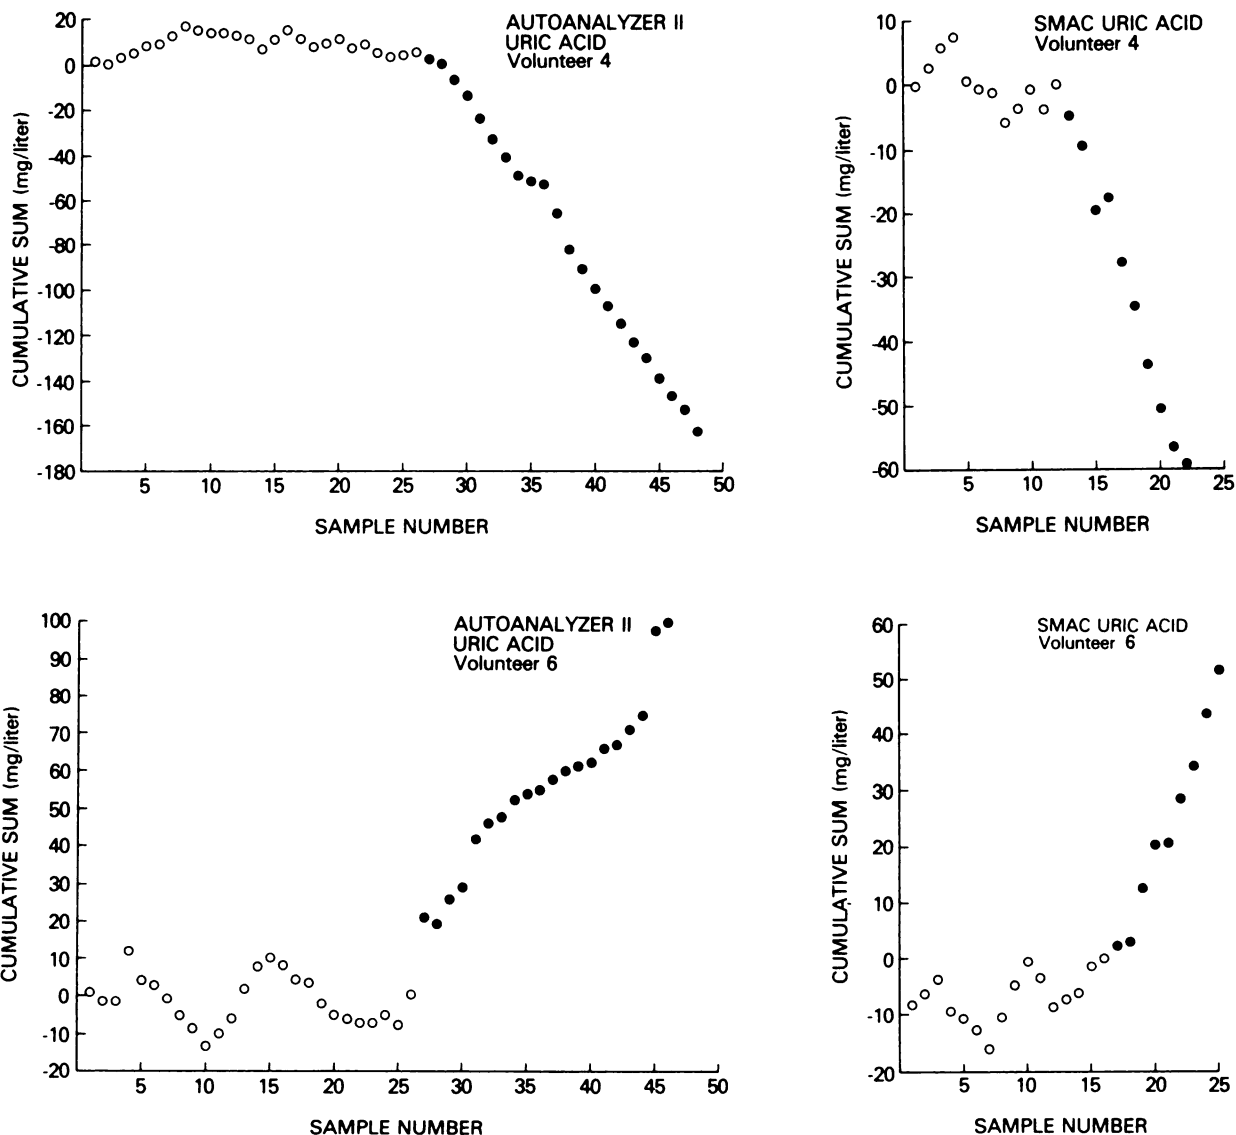 AUTOANALYZER II
URIC ACID
Volunteer 4
CUMULATIVE SUM (mg/liter)
20
0
-20
-40
-60
-80
-100
-120
-140
-160
-180
5 10 15 20 25 30 35 40 45 50
SAMPLE NUMBER
SMAC URIC ACID
Volunteer 4
CUMULATIVE SUM (mg/liter)
10
0
-10
-20
-30
-40
-50
-60
5 10 15 20 25
SAMPLE NUMBER
AUTOANALYZER II
URIC ACID
Volunteer 6
CUMULATIVE SUM (mg/liter)
100
90
80
70
60
50
40
30
20
10
0
-10
-20
5 10 15 20 25 30 35 40 45 50
SAMPLE NUMBER
SMAC URIC ACID
Volunteer 6
CUMULATIVE SUM (mg/liter)
60
50
40
30
20
10
0
-10
-20
5 10 15 20 25
SAMPLE NUMBER